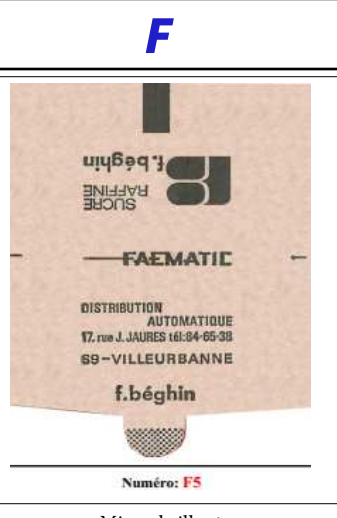 F
f.béghin
SUCRE
RAFFINE
FAEMATIC
DISTRIBUTION
AUTOMATIQUE
17. rue J. JAURES tél:84-65-38
69-VILLEURBANNE
f.béghin
Numéro: F5